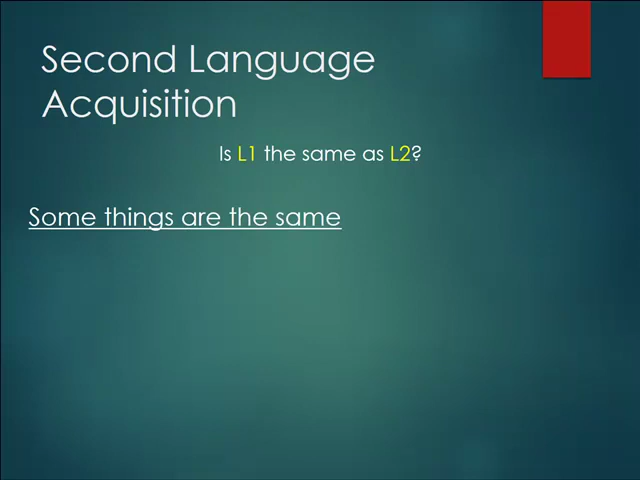 Second Language
Acquisition
Is L1 the same as L2?
Some things are the same